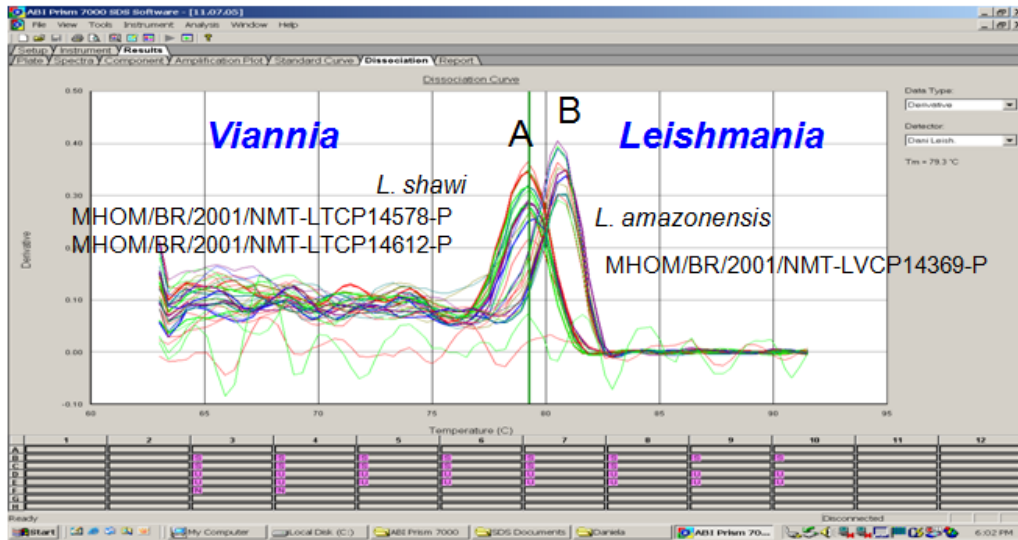 ABI Prism 7000 SDS Software - [11.07.05]
File View Tools Instrument Analysis Window Help
Setup Instrument Results
Plate Spectra Component Amplification Plot Standard Curve Dissociation Report
Dissociation Curve
Data Type:
Derivative
Detector:
Dani Leish.
Tm = 79.3 °C
0.50
0.40
0.30
0.20
0.10
0.00
-0.10
Derivative
A
B
Viannia
Leishmania
L. shawi
MHOM/BR/2001/NMT-LTCP14578-P
MHOM/BR/2001/NMT-LTCP14612-P
L. amazonensis
MHOM/BR/2001/NMT-LVCP14369-P
60 65 70 75 80 85 90 95
Temperature (C)
1 2 3 4 5 6 7 8 9 10 11 12
A
B S S S S S S S S
C S S S S S S
D U U U U U U U U
E U U U U U U U U
F N N
G
H
Ready
Disconnected
Start My Computer Local Disk (C:) ABI Prism 7000 SDS Documents Daniela ABI Prism 70... 6:02 PM